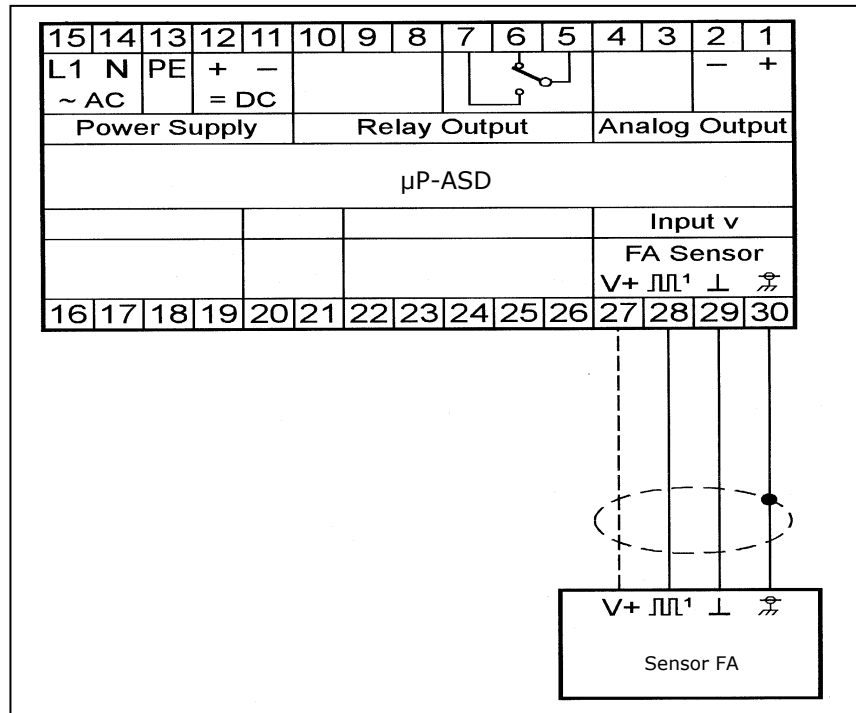 15 14 13 12 11 10 9 8 7 6 5 4 3 2 1
L1 N PE + – – +
~ AC = DC
Power Supply Relay Output Analog Output
µP-ASD
Input v
FA Sensor
V+ 1 ⊥
16 17 18 19 20 21 22 23 24 25 26 27 28 29 30
V+ 1 ⊥
Sensor FA